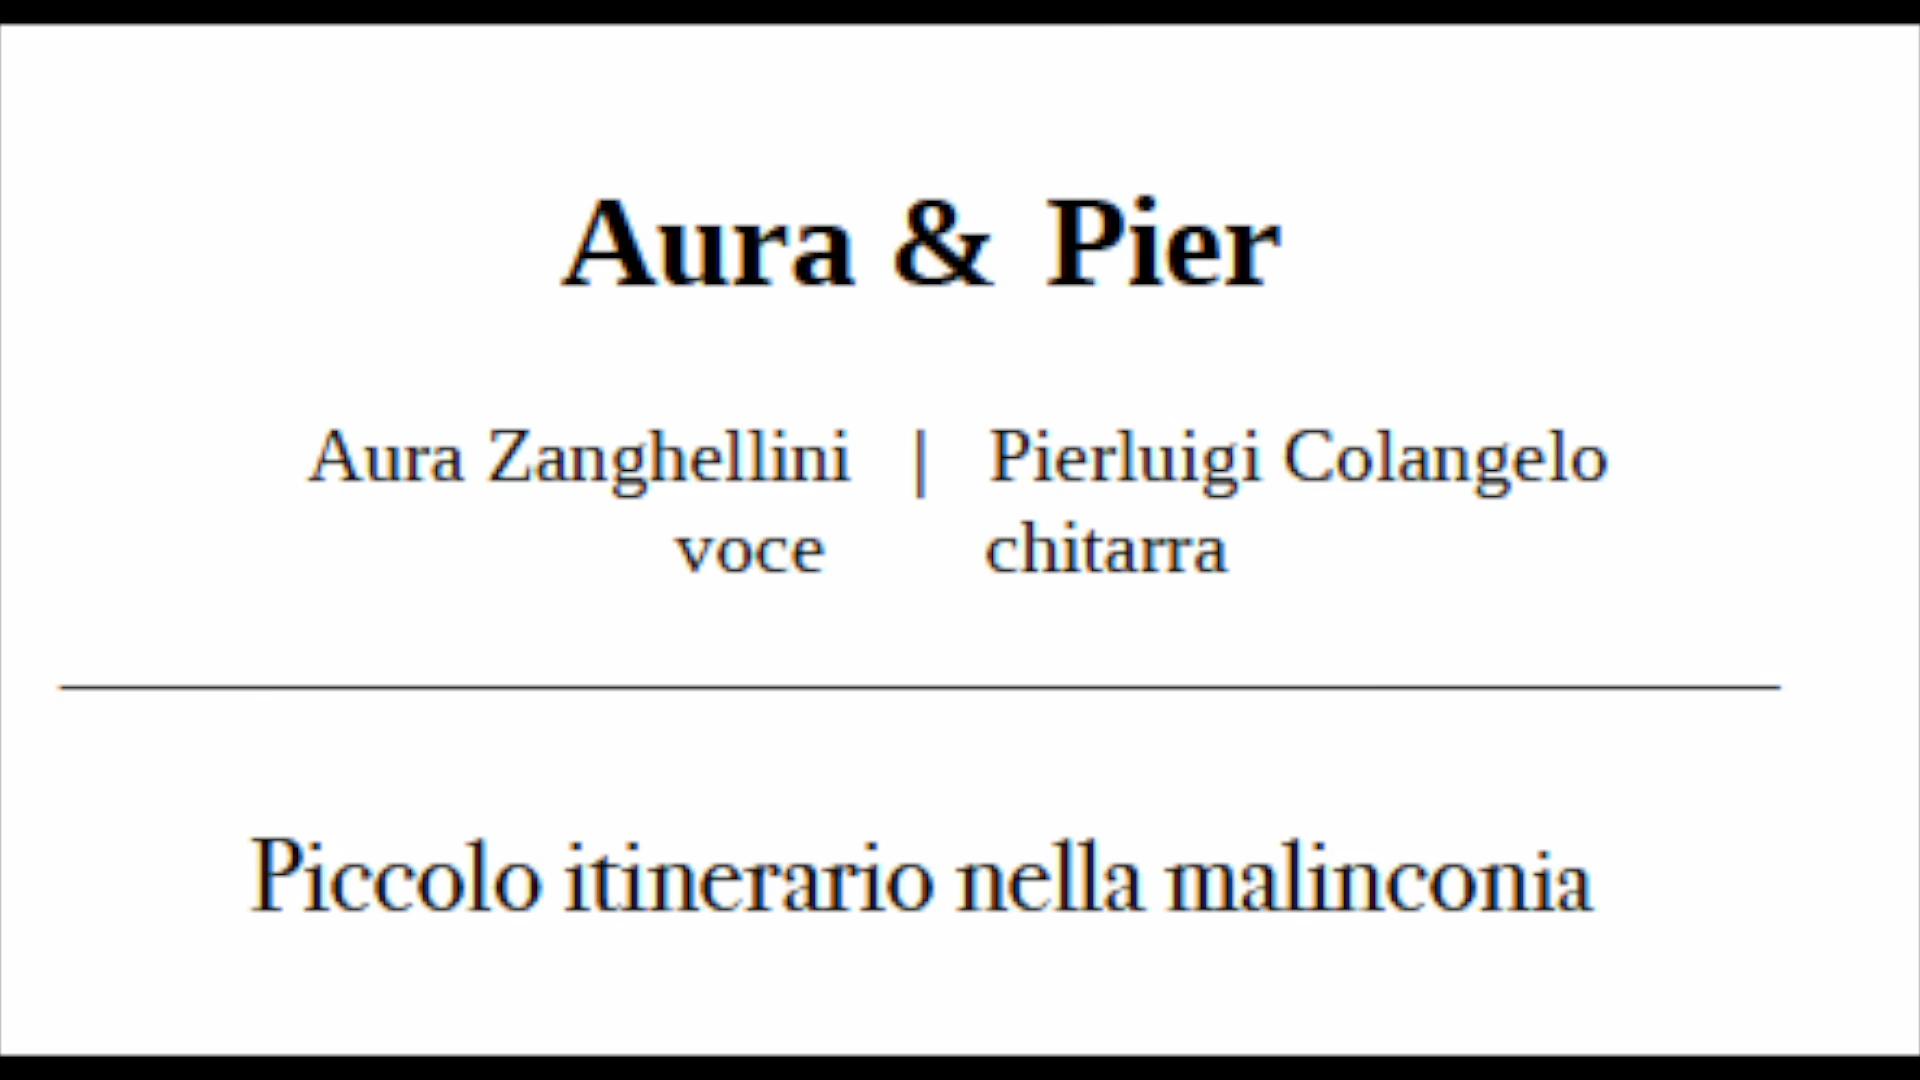 Aura & Pier
Aura Zanghellini | Pierluigi Colangelo
voce chitarra
Piccolo itinerario nella malinconia